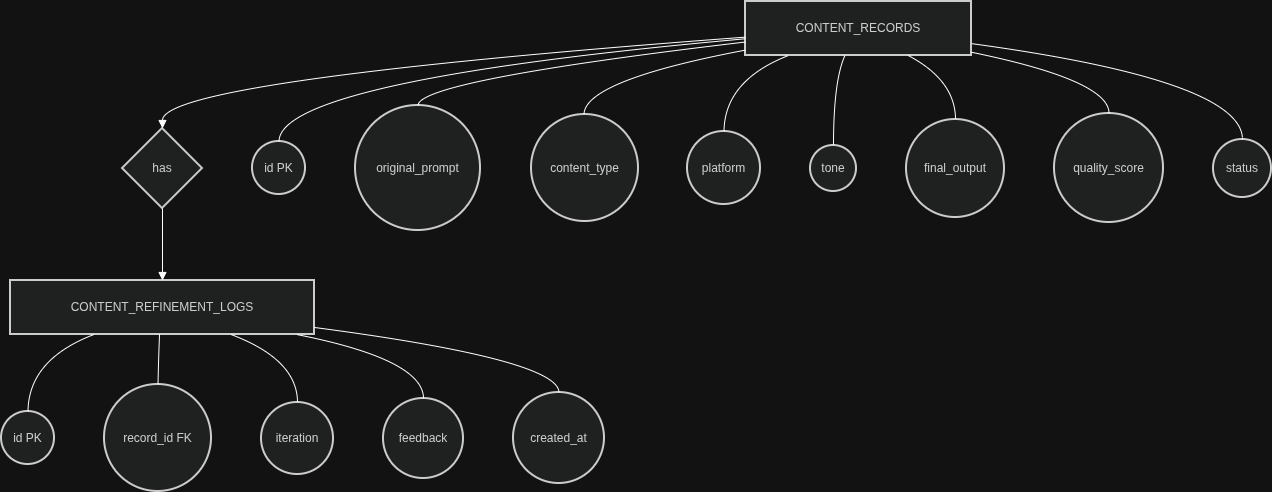 CONTENT_RECORDS
has
id PK
original_prompt
content_type
platform
tone
final_output
quality_score
status
CONTENT_REFINEMENT_LOGS
id PK
record_id FK
iteration
feedback
created_at